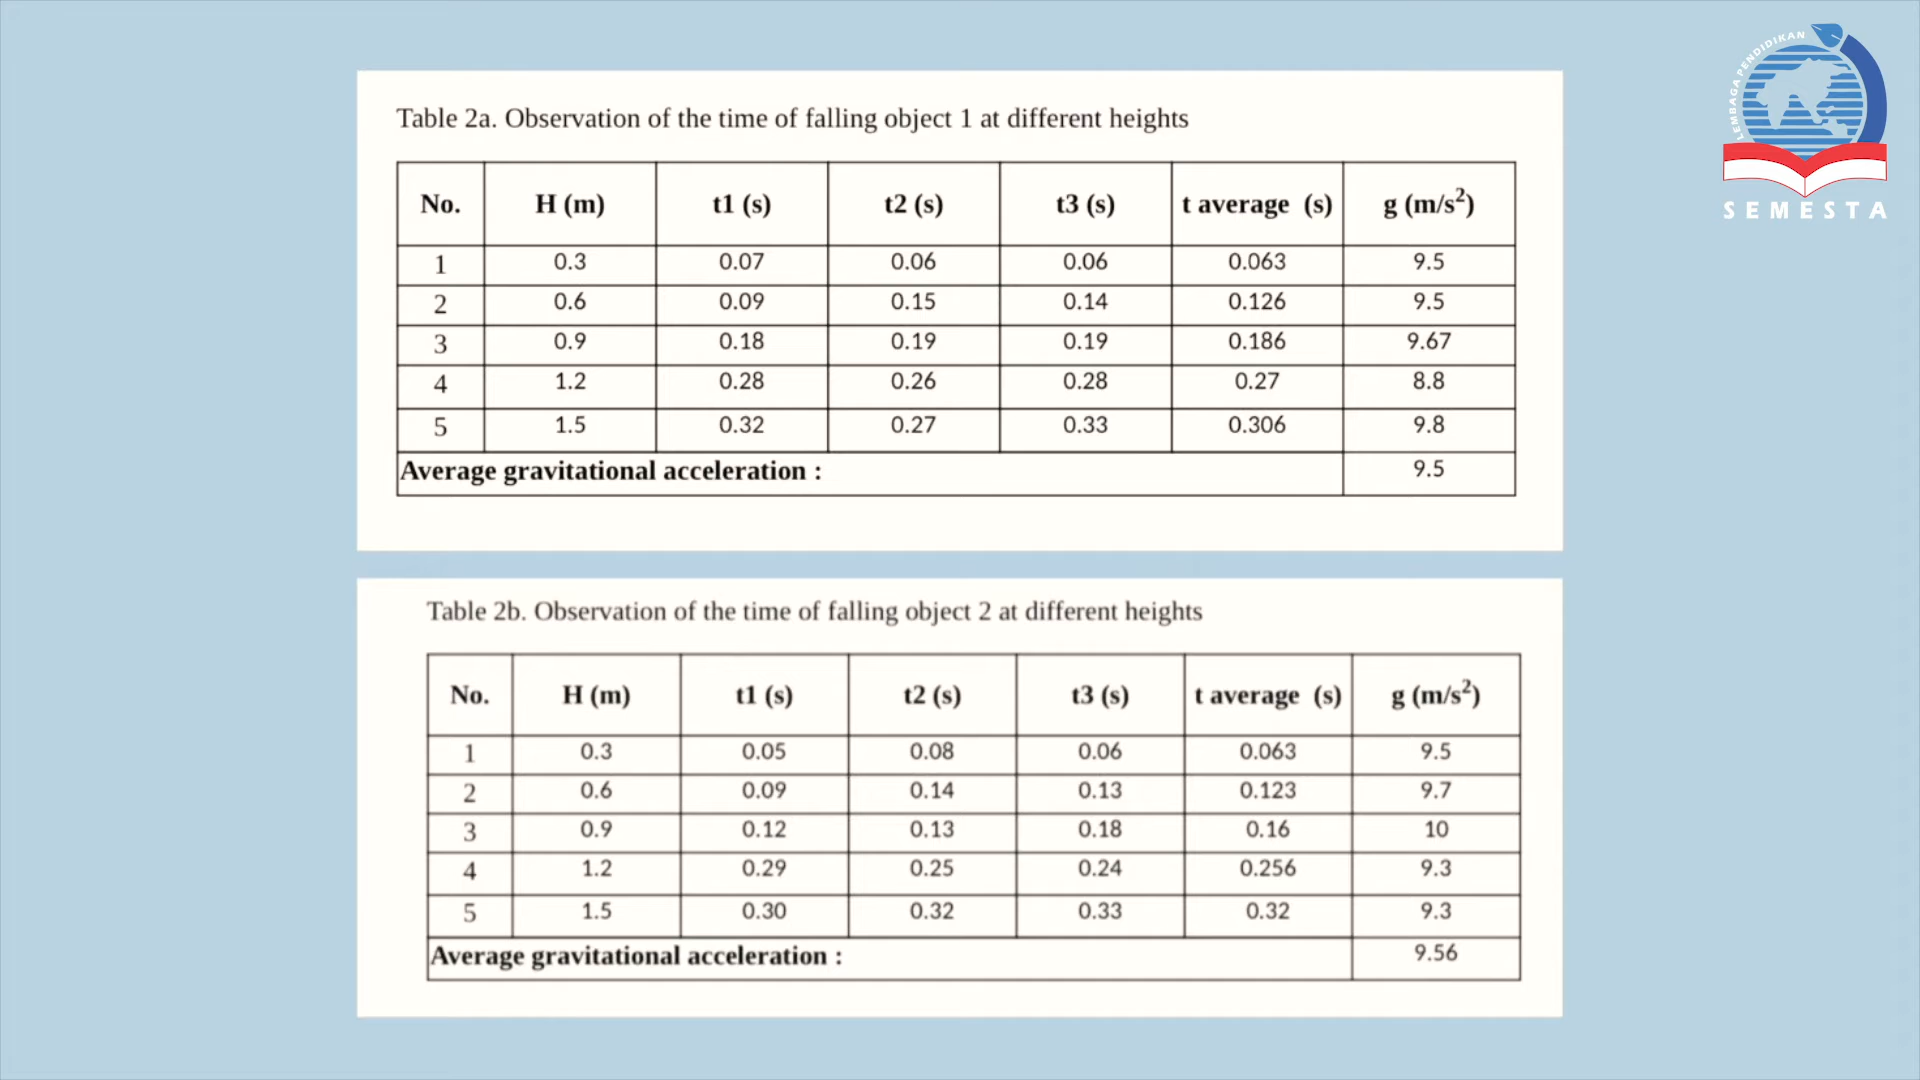 LEMBAGA PENDIDIKAN
SEMESTA
Table 2a. Observation of the time of falling object 1 at different heights
No. H (m) t1 (s) t2 (s) t3 (s) t average (s) g (m/s²)
1 0.3 0.07 0.06 0.06 0.063 9.5
2 0.6 0.09 0.15 0.14 0.126 9.5
3 0.9 0.18 0.19 0.19 0.186 9.67
4 1.2 0.28 0.26 0.28 0.27 8.8
5 1.5 0.32 0.27 0.33 0.306 9.8
Average gravitational acceleration : 9.5
Table 2b. Observation of the time of falling object 2 at different heights
No. H (m) t1 (s) t2 (s) t3 (s) t average (s) g (m/s²)
1 0.3 0.05 0.08 0.06 0.063 9.5
2 0.6 0.09 0.14 0.13 0.123 9.7
3 0.9 0.12 0.13 0.18 0.16 10
4 1.2 0.29 0.25 0.24 0.256 9.3
5 1.5 0.30 0.32 0.33 0.32 9.3
Average gravitational acceleration : 9.56